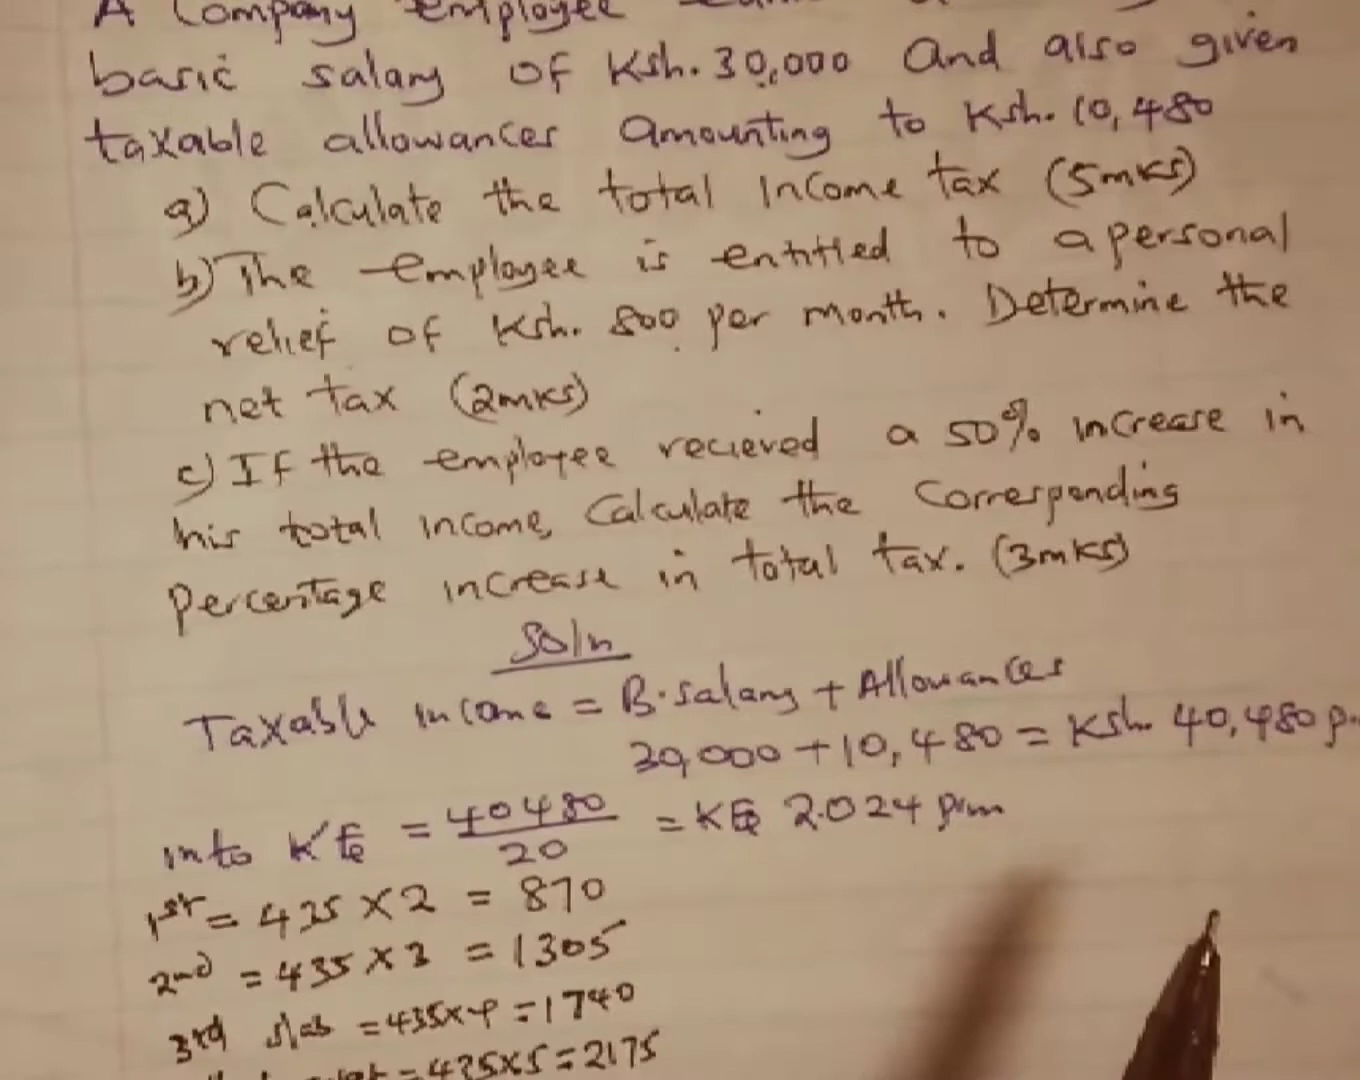 A Company employee
basic salary of Ksh. 30,000 and also given
taxable allowances amounting to Ksh. 10,480
a) Calculate the total income tax (5mks)
b) The employee is entitled to a personal
relief of Ksh. 800 per month. Determine the
net tax (2mks)
c) If the employee recieved a 50% increase in
his total income, Calculate the Corresponding
percentage increase in total tax. (3mks)
Soln
Taxable income = B.salary + Allowances
30,000 + 10,480 = Ksh. 40,480 p.
into K£ = 40480/20 = K£ 2024 p.m
1st = 435 × 2 = 870
2nd = 435 × 3 = 1305
3rd slab = 435×4 = 1740
= 435×5 = 2175